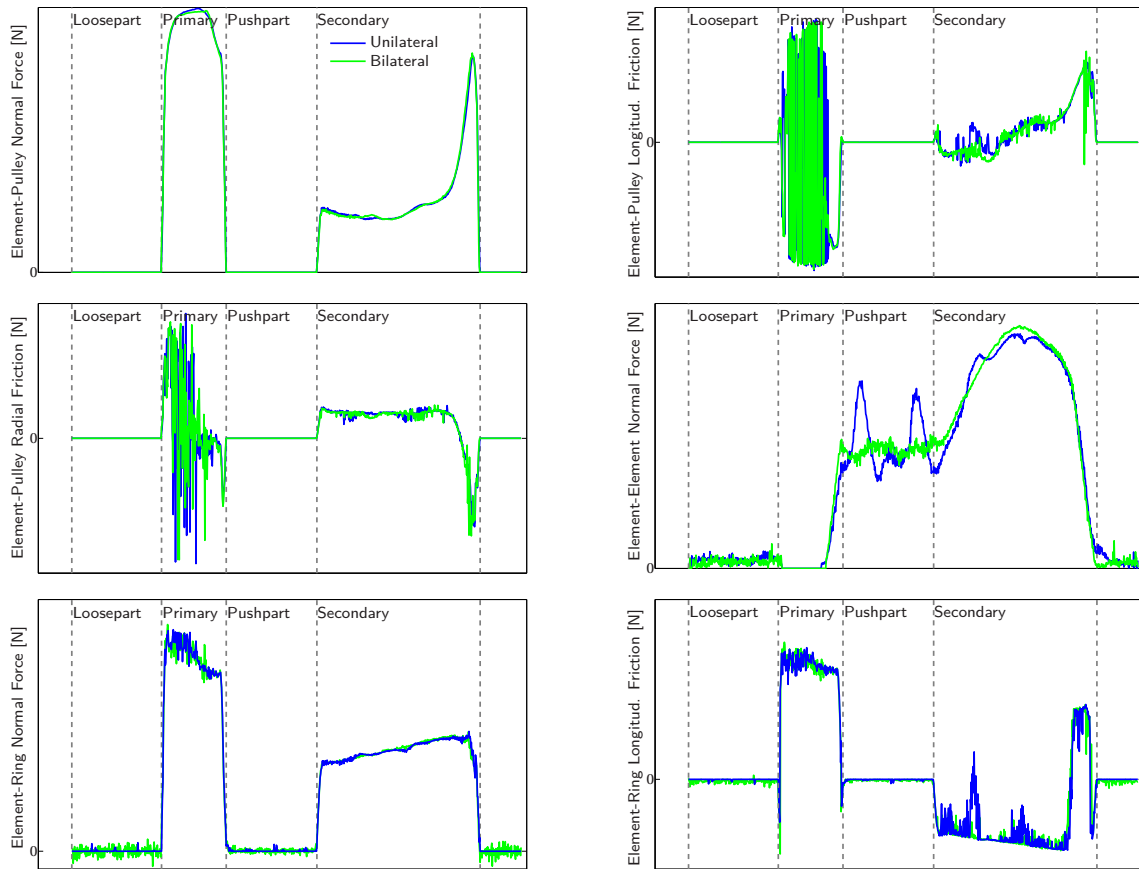 Loosepart Primary Pushpart Secondary
Unilateral
Bilateral
Element-Pulley Normal Force [N]
0
Loosepart Primary Pushpart Secondary
Element-Pulley Longitud. Friction [N]
0
Loosepart Primary Pushpart Secondary
Element-Pulley Radial Friction [N]
0
Loosepart Primary Pushpart Secondary
Element-Element Normal Force [N]
0
Loosepart Primary Pushpart Secondary
Element-Ring Normal Force [N]
0
Loosepart Primary Pushpart Secondary
Element-Ring Longitud. Friction [N]
0